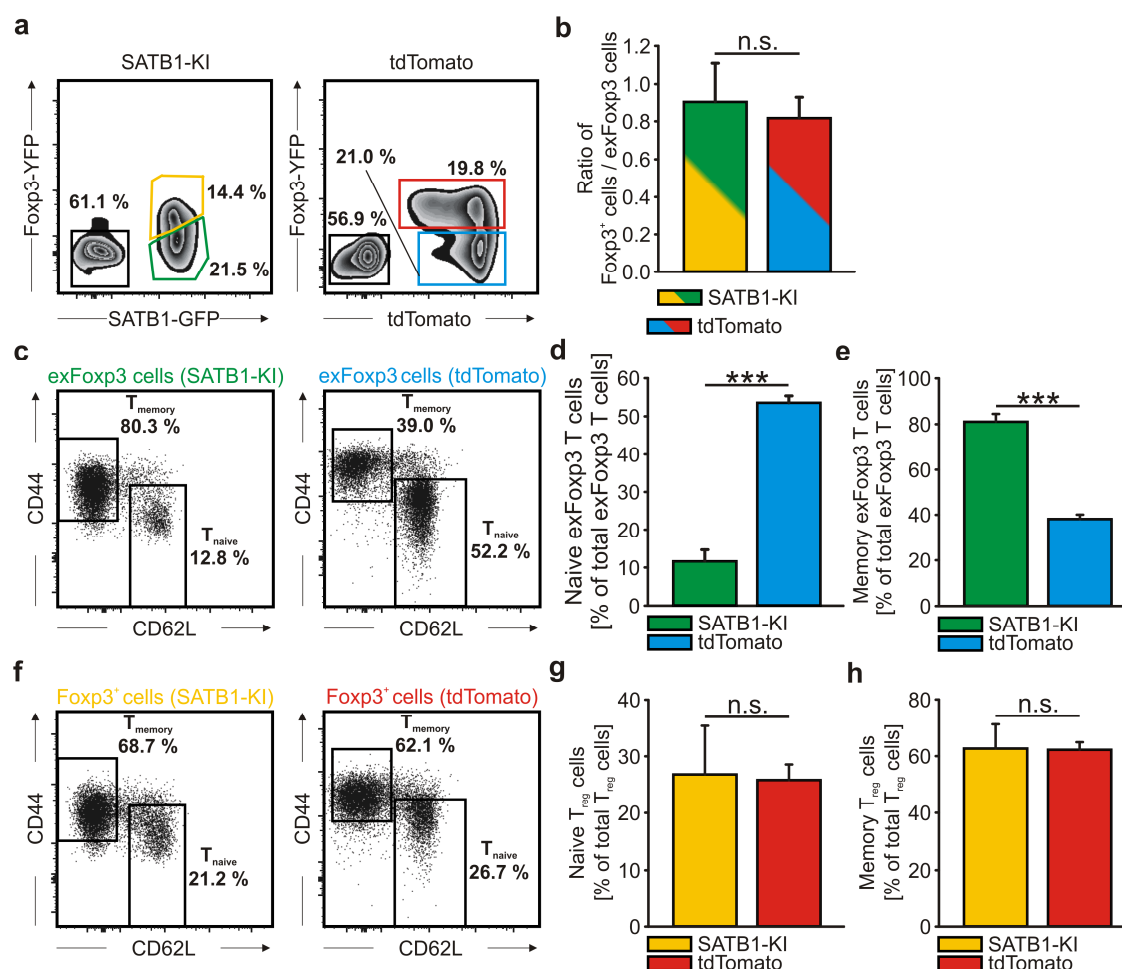 a
SATB1-KI
Foxp3-YFP
61.1 %
14.4 %
21.5 %
SATB1-GFP
tdTomato
Foxp3-YFP
21.0 %
19.8 %
56.9 %
tdTomato
b
n.s.
Ratio of
Foxp3+ cells / exFoxp3 cells
1.2
1.0
0.8
0.6
0.4
0.2
0.0
SATB1-KI
tdTomato
c
exFoxp3 cells (SATB1-KI)
Tmemory
80.3 %
CD44
Tnaive
12.8 %
CD62L
exFoxp3 cells (tdTomato)
Tmemory
39.0 %
CD44
Tnaive
52.2 %
CD62L
d
***
Naive exFoxp3 T cells
[% of total exFoxp3 T cells]
60
50
40
30
20
10
0
SATB1-KI
tdTomato
e
***
Memory exFoxp3 T cells
[% of total exFoxp3 T cells]
100
80
60
40
20
0
SATB1-KI
tdTomato
f
Foxp3+ cells (SATB1-KI)
Tmemory
68.7 %
CD44
Tnaive
21.2 %
CD62L
Foxp3+ cells (tdTomato)
Tmemory
62.1 %
CD44
Tnaive
26.7 %
CD62L
g
n.s.
Naive Treg cells
[% of total Treg cells]
40
30
20
10
0
SATB1-KI
tdTomato
h
n.s.
Memory Treg cells
[% of total Treg cells]
80
60
40
20
0
SATB1-KI
tdTomato